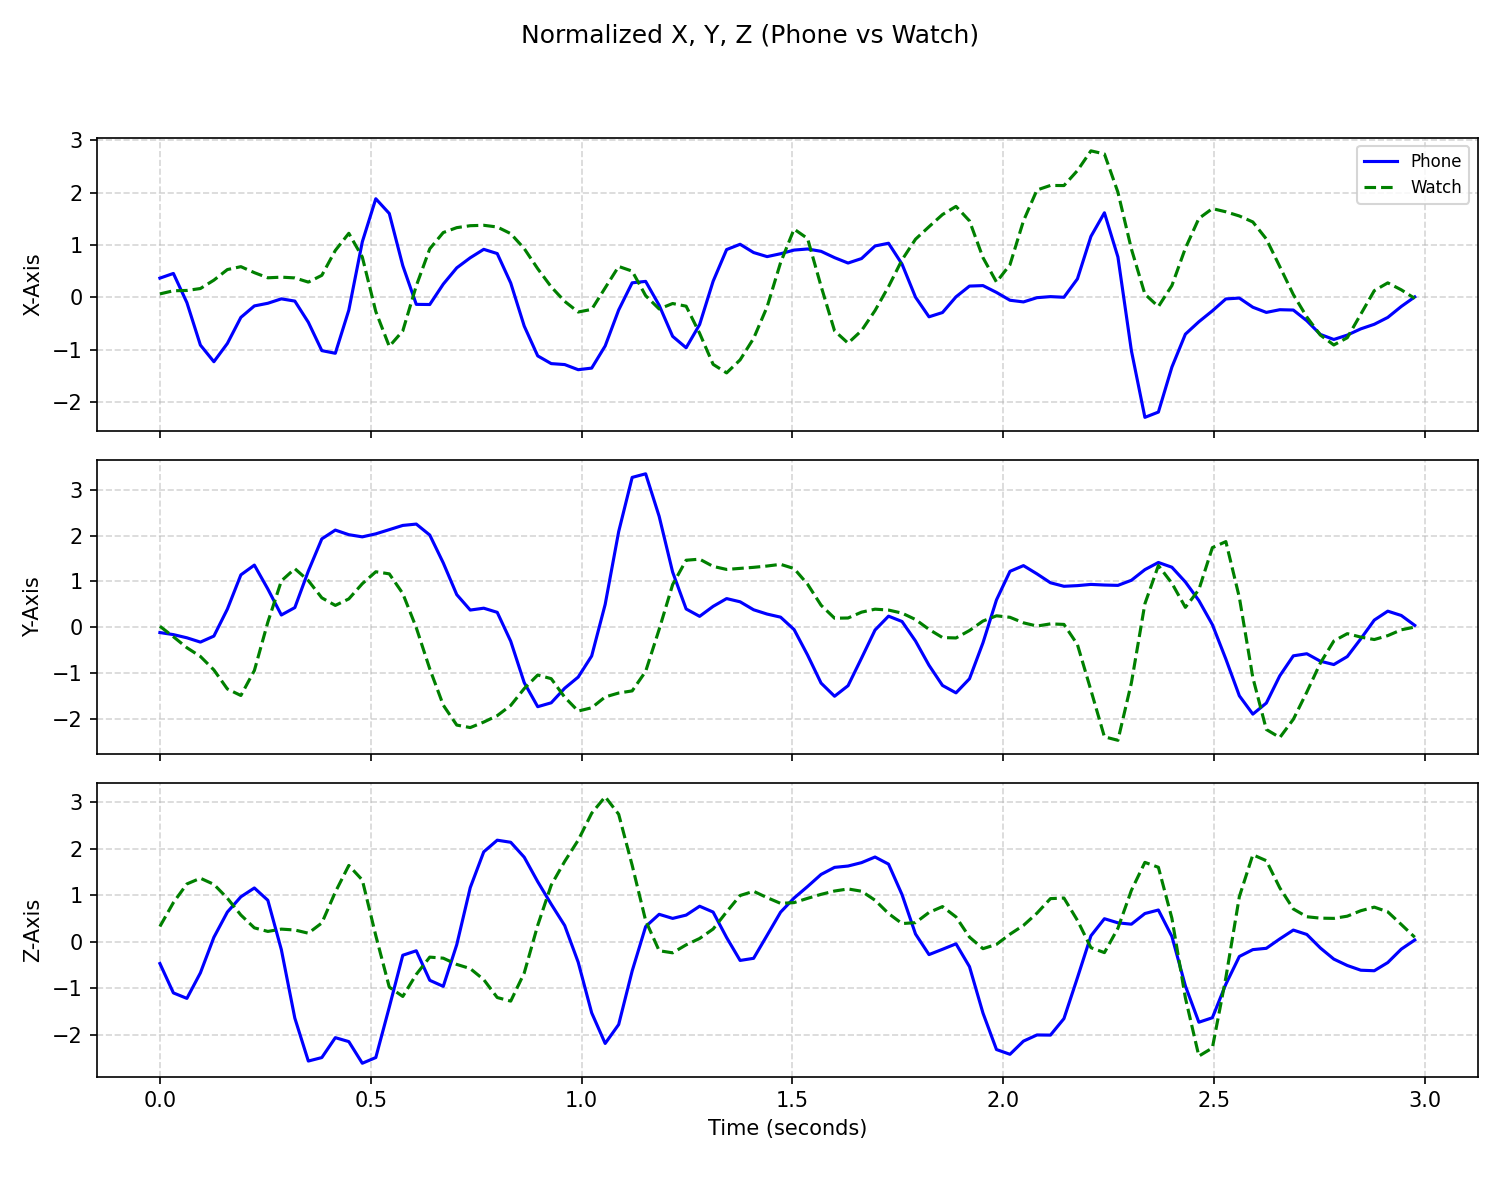 Normalized X, Y, Z (Phone vs Watch)
3
2
1
0
−1
−2
X-Axis
Phone
Watch
3
2
1
0
−1
−2
Y-Axis
3
2
1
0
−1
−2
Z-Axis
0.0 0.5 1.0 1.5 2.0 2.5 3.0
Time (seconds)